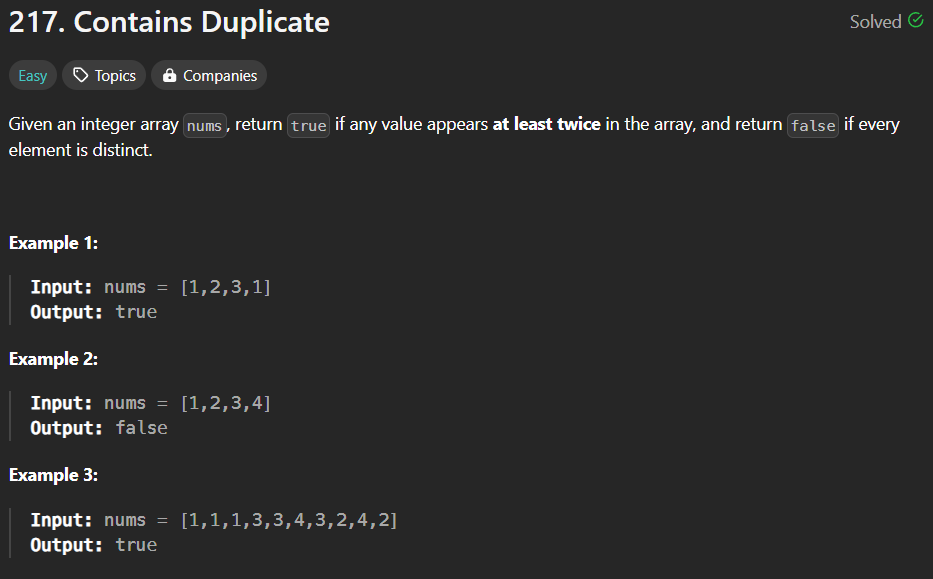 217. Contains Duplicate
Solved
Easy
Topics
Companies
Given an integer array nums, return true if any value appears at least twice in the array, and return false if every
element is distinct.
Example 1:
Input: nums = [1,2,3,1]
Output: true
Example 2:
Input: nums = [1,2,3,4]
Output: false
Example 3:
Input: nums = [1,1,1,3,3,4,3,2,4,2]
Output: true